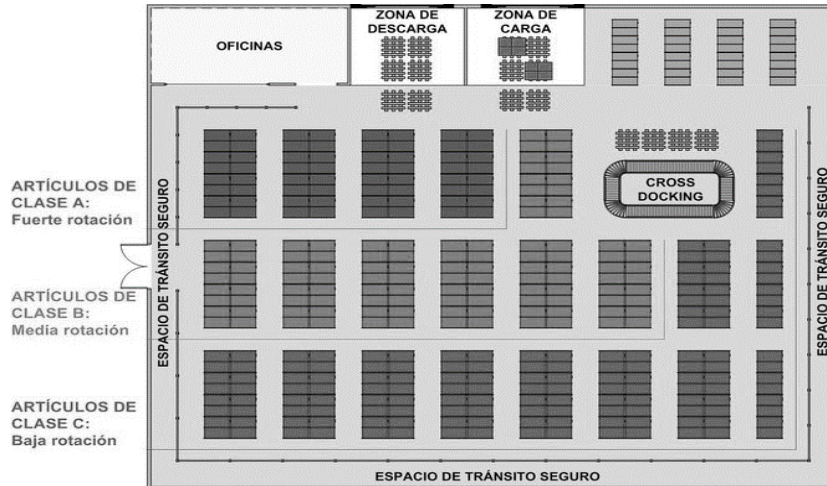 OFICINAS
ZONA DE
DESCARGA
ZONA DE
CARGA
ARTÍCULOS DE
CLASE A:
Fuerte rotación
CROSS
DOCKING
ESPACIO DE TRÁNSITO SEGURO
ESPACIO DE TRÁNSITO SEGURO
ARTÍCULOS DE
CLASE B:
Media rotación
ARTÍCULOS DE
CLASE C:
Baja rotación
ESPACIO DE TRÁNSITO SEGURO